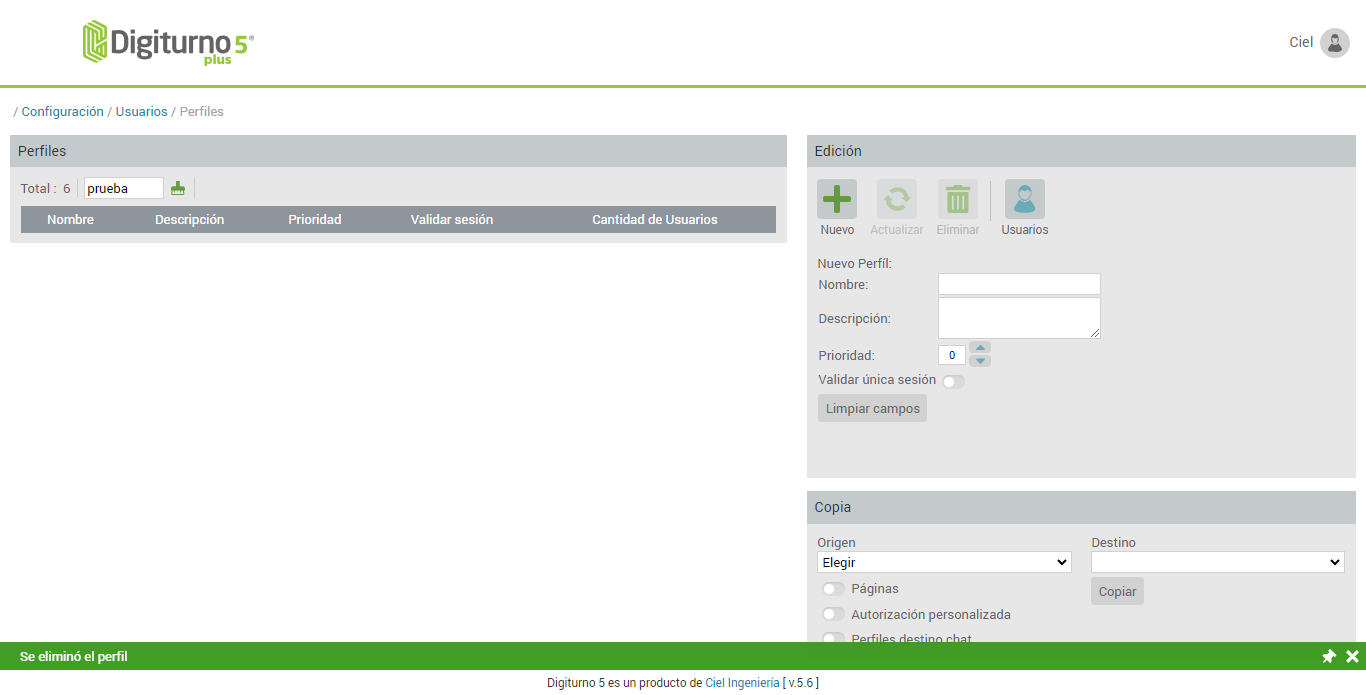 Digiturno 5®
plus
Ciel
/ Configuración / Usuarios / Perfiles
Perfiles
Total : 6 prueba
Nombre Descripción Prioridad Validar sesión Cantidad de Usuarios
Edición
Nuevo Actualizar Eliminar Usuarios
Nuevo Perfíl:
Nombre:
Descripción:
Prioridad: 0
Validar única sesión
Limpiar campos
Copia
Origen Destino
Elegir
Páginas Copiar
Autorización personalizada
Perfiles destino chat
Se eliminó el perfil
Digiturno 5 es un producto de Ciel Ingeniería [ v.5.6 ]